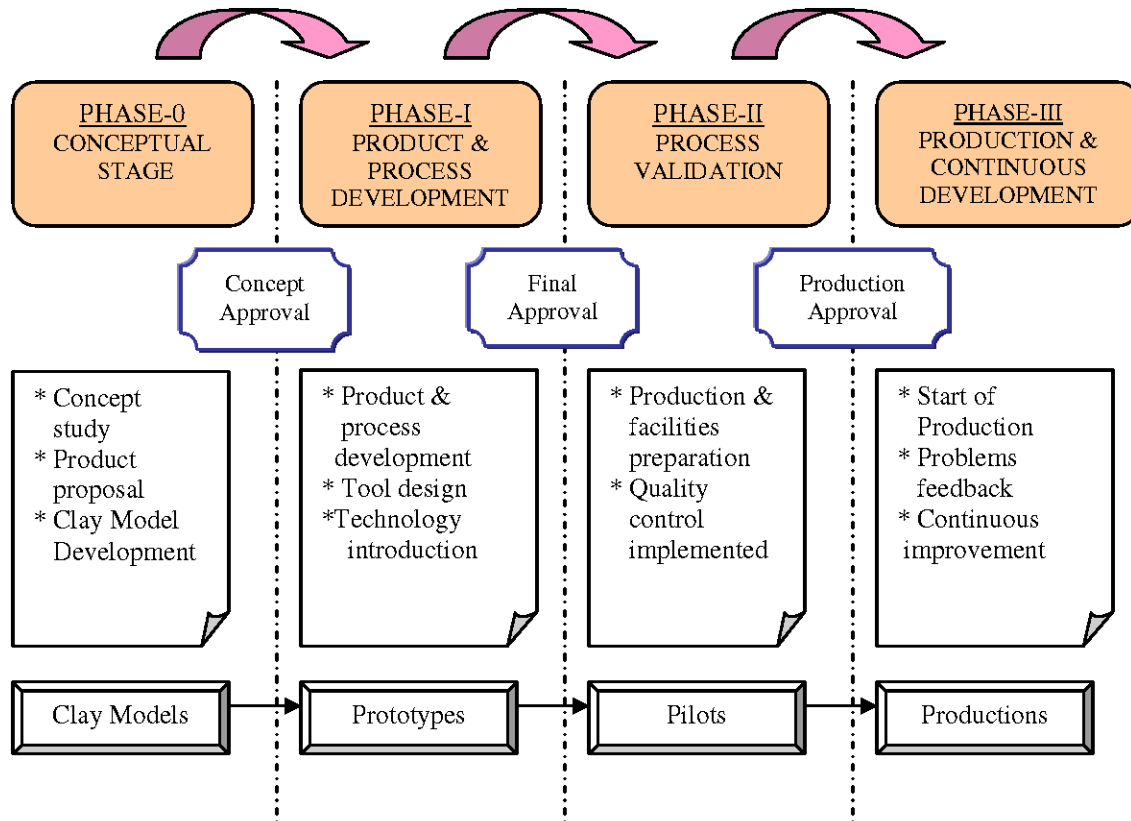 PHASE-0
CONCEPTUAL
STAGE
PHASE-I
PRODUCT &
PROCESS
DEVELOPMENT
PHASE-II
PROCESS
VALIDATION
PHASE-III
PRODUCTION &
CONTINUOUS
DEVELOPMENT
Concept
Approval
Final
Approval
Production
Approval
* Concept
study
* Product
proposal
* Clay Model
Development
* Product &
process
development
* Tool design
*Technology
introduction
* Production &
facilities
preparation
* Quality
control
implemented
* Start of
Production
* Problems
feedback
* Continuous
improvement
Clay Models
Prototypes
Pilots
Productions